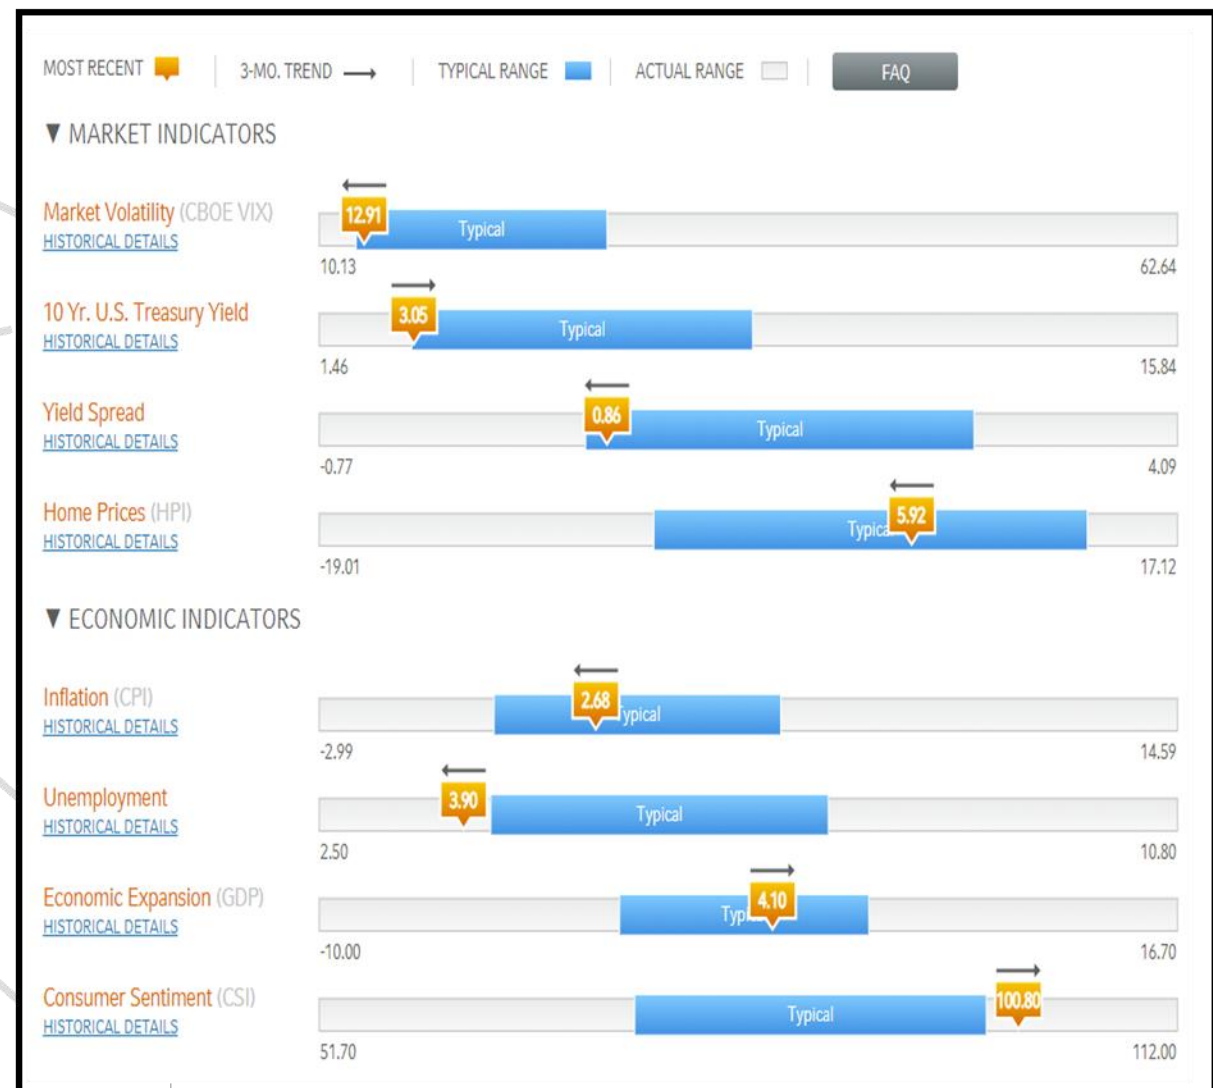 MOST RECENT 3-MO. TREND TYPICAL RANGE ACTUAL RANGE FAQ
▼ MARKET INDICATORS
Market Volatility (CBOE VIX)
HISTORICAL DETAILS
12.91
Typical
10.13 62.64
10 Yr. U.S. Treasury Yield
HISTORICAL DETAILS
3.05
Typical
1.46 15.84
Yield Spread
HISTORICAL DETAILS
0.86
Typical
-0.77 4.09
Home Prices (HPI)
HISTORICAL DETAILS
Typica
5.92
-19.01 17.12
▼ ECONOMIC INDICATORS
Inflation (CPI)
HISTORICAL DETAILS
2.68
ypical
-2.99 14.59
Unemployment
HISTORICAL DETAILS
3.90
Typical
2.50 10.80
Economic Expansion (GDP)
HISTORICAL DETAILS
Typi
4.10
-10.00 16.70
Consumer Sentiment (CSI)
HISTORICAL DETAILS
Typical
100.80
51.70 112.00